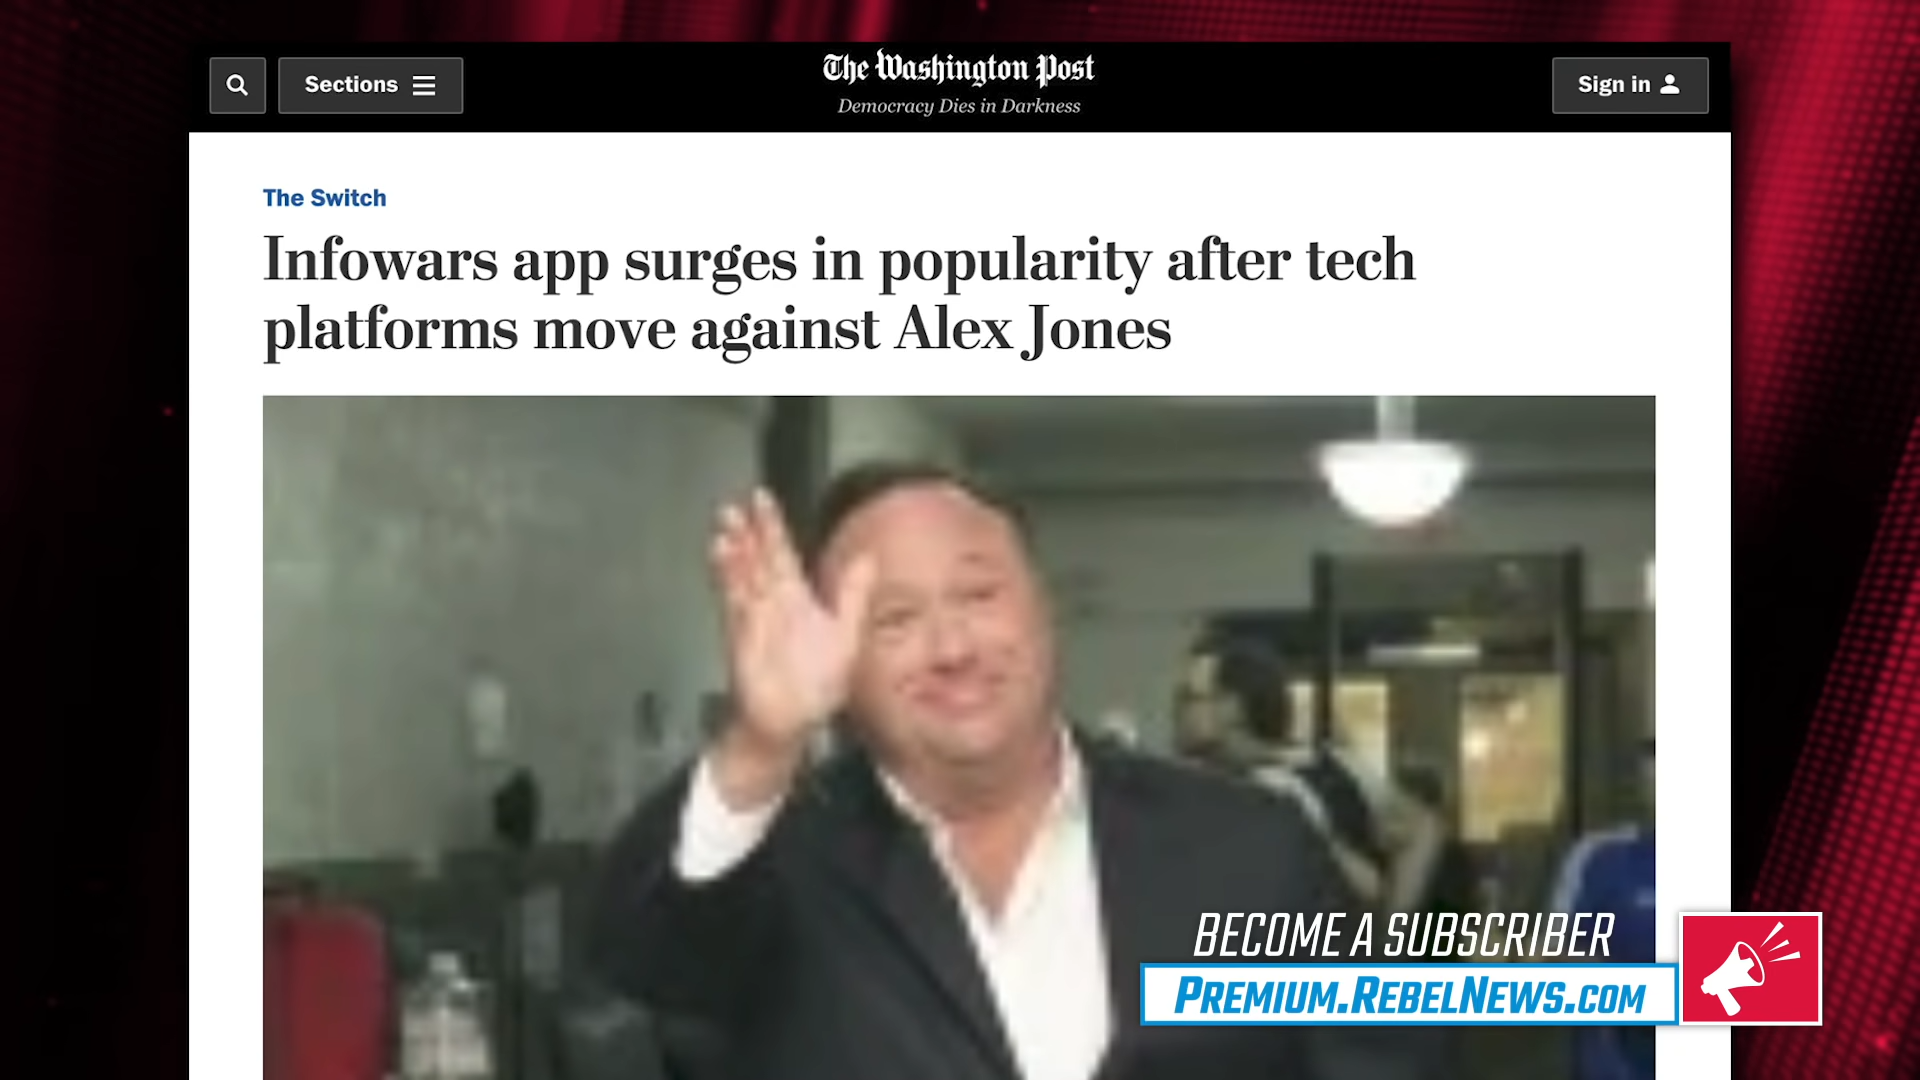 Sections
The Washington Post
Democracy Dies in Darkness
Sign in
The Switch
Infowars app surges in popularity after tech
platforms move against Alex Jones
BECOME A SUBSCRIBER
PREMIUM.REBELNEWS.COM